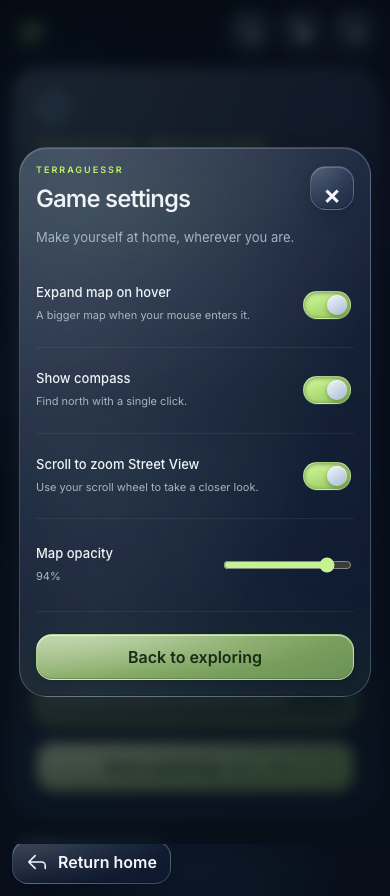 TERRAGUESSR
Game settings
Make yourself at home, wherever you are.
Expand map on hover
A bigger map when your mouse enters it.
Show compass
Find north with a single click.
Scroll to zoom Street View
Use your scroll wheel to take a closer look.
Map opacity
94%
Back to exploring
Return home